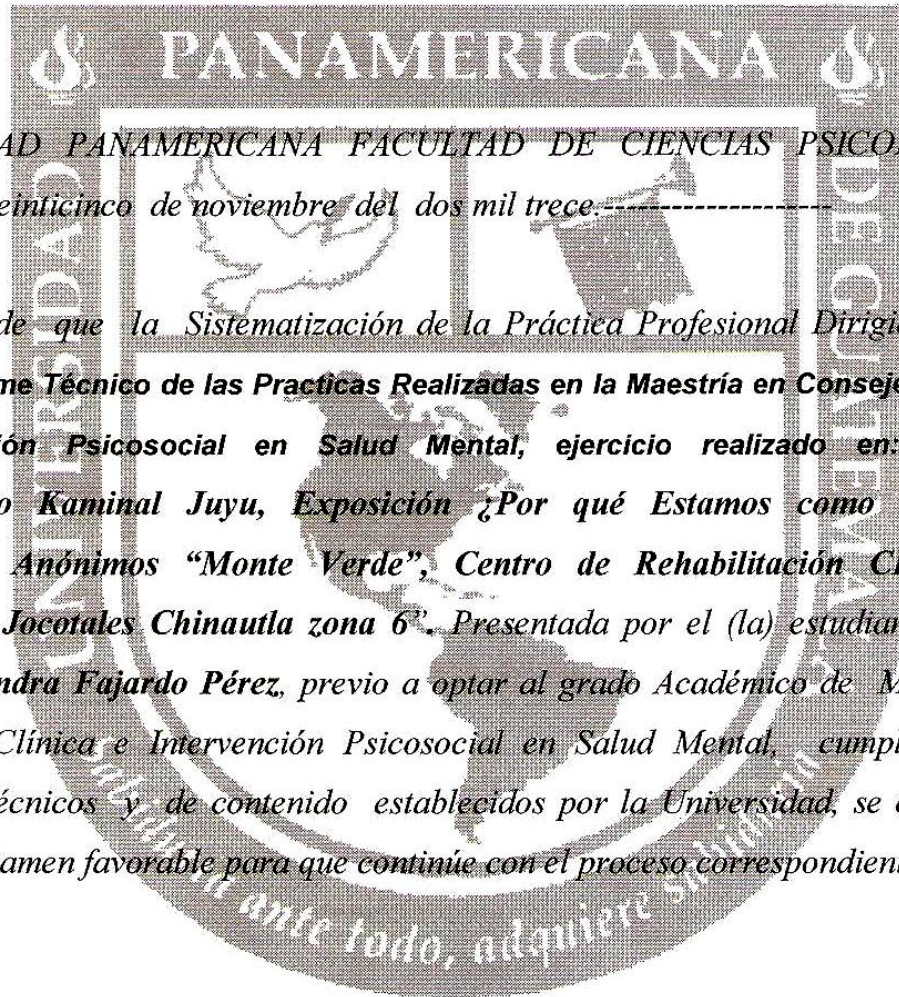 PANAMERICANA
UNIVERSIDAD
DE GUATEMALA
AD PANAMERICANA FACULTAD DE CIENCIAS PSICO
einticinco de noviembre del dos mil trece.--------------------
de que la Sistematización de la Práctica Profesional Dirigi
me Técnico de las Practicas Realizadas en la Maestría en Conseje
ión Psicosocial en Salud Mental, ejercicio realizado en:
o Kaminal Juyu, Exposición ¿Por qué Estamos como
Anónimos “Monte Verde”, Centro de Rehabilitación C
Jocotales Chinautla zona 6”. Presentada por el (la) estudian
ndra Fajardo Pérez, previo a optar al grado Académico de M
Clínica e Intervención Psicosocial en Salud Mental, cumpl
écnicos y de contenido establecidos por la Universidad, se
amen favorable para que continúe con el proceso correspondien
Sabiduría ante todo, adquiere sabiduría